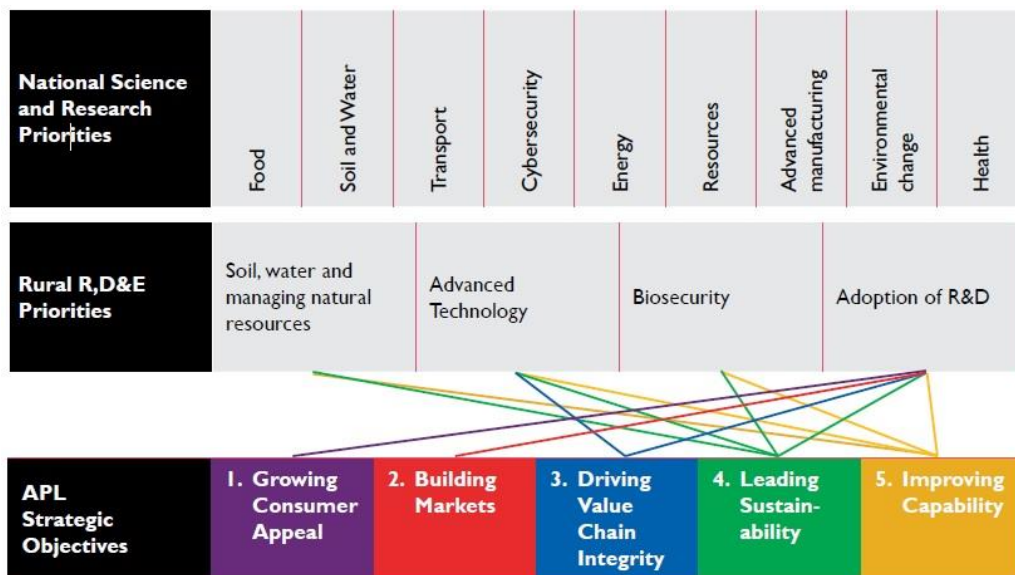 National Science
and Research
Priorities
Food
Soil and Water
Transport
Cybersecurity
Energy
Resources
Advanced
manufacturing
Environmental
change
Health
Rural R,D&E
Priorities
Soil, water and
managing natural
resources
Advanced
Technology
Biosecurity
Adoption of R&D
APL
Strategic
Objectives
1. Growing
Consumer
Appeal
2. Building
Markets
3. Driving
Value
Chain
Integrity
4. Leading
Sustain-
ability
5. Improving
Capability